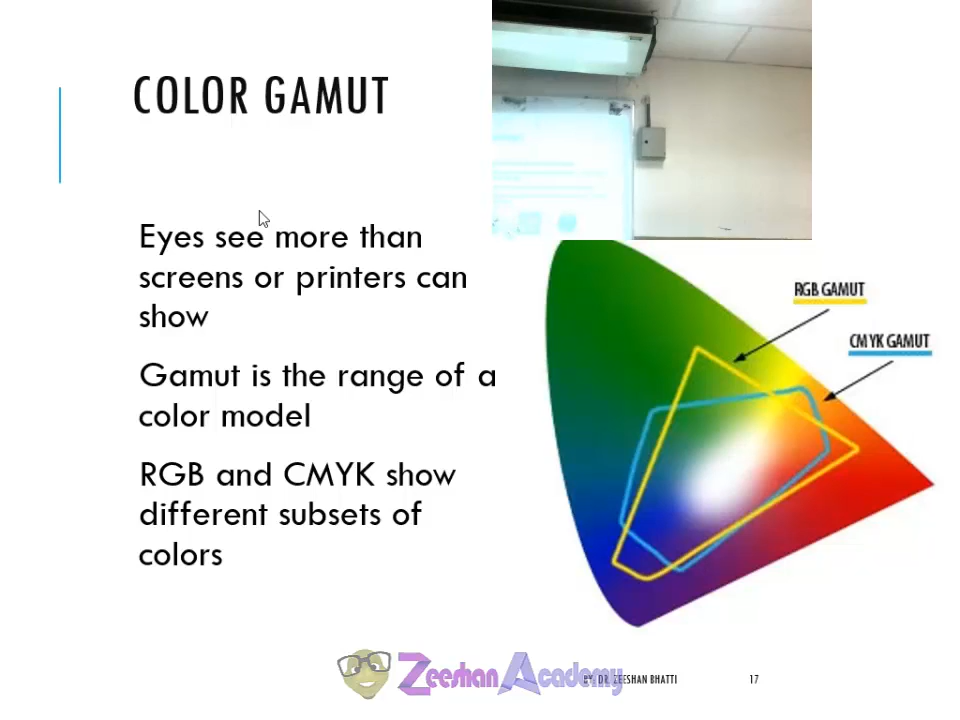 COLOR GAMUT
Eyes see more than
screens or printers can
show
Gamut is the range of a
color model
RGB and CMYK show
different subsets of
colors
RGB GAMUT
CMYK GAMUT
Zeeshan Academy
BY: DR. ZEESHAN BHATTI
17